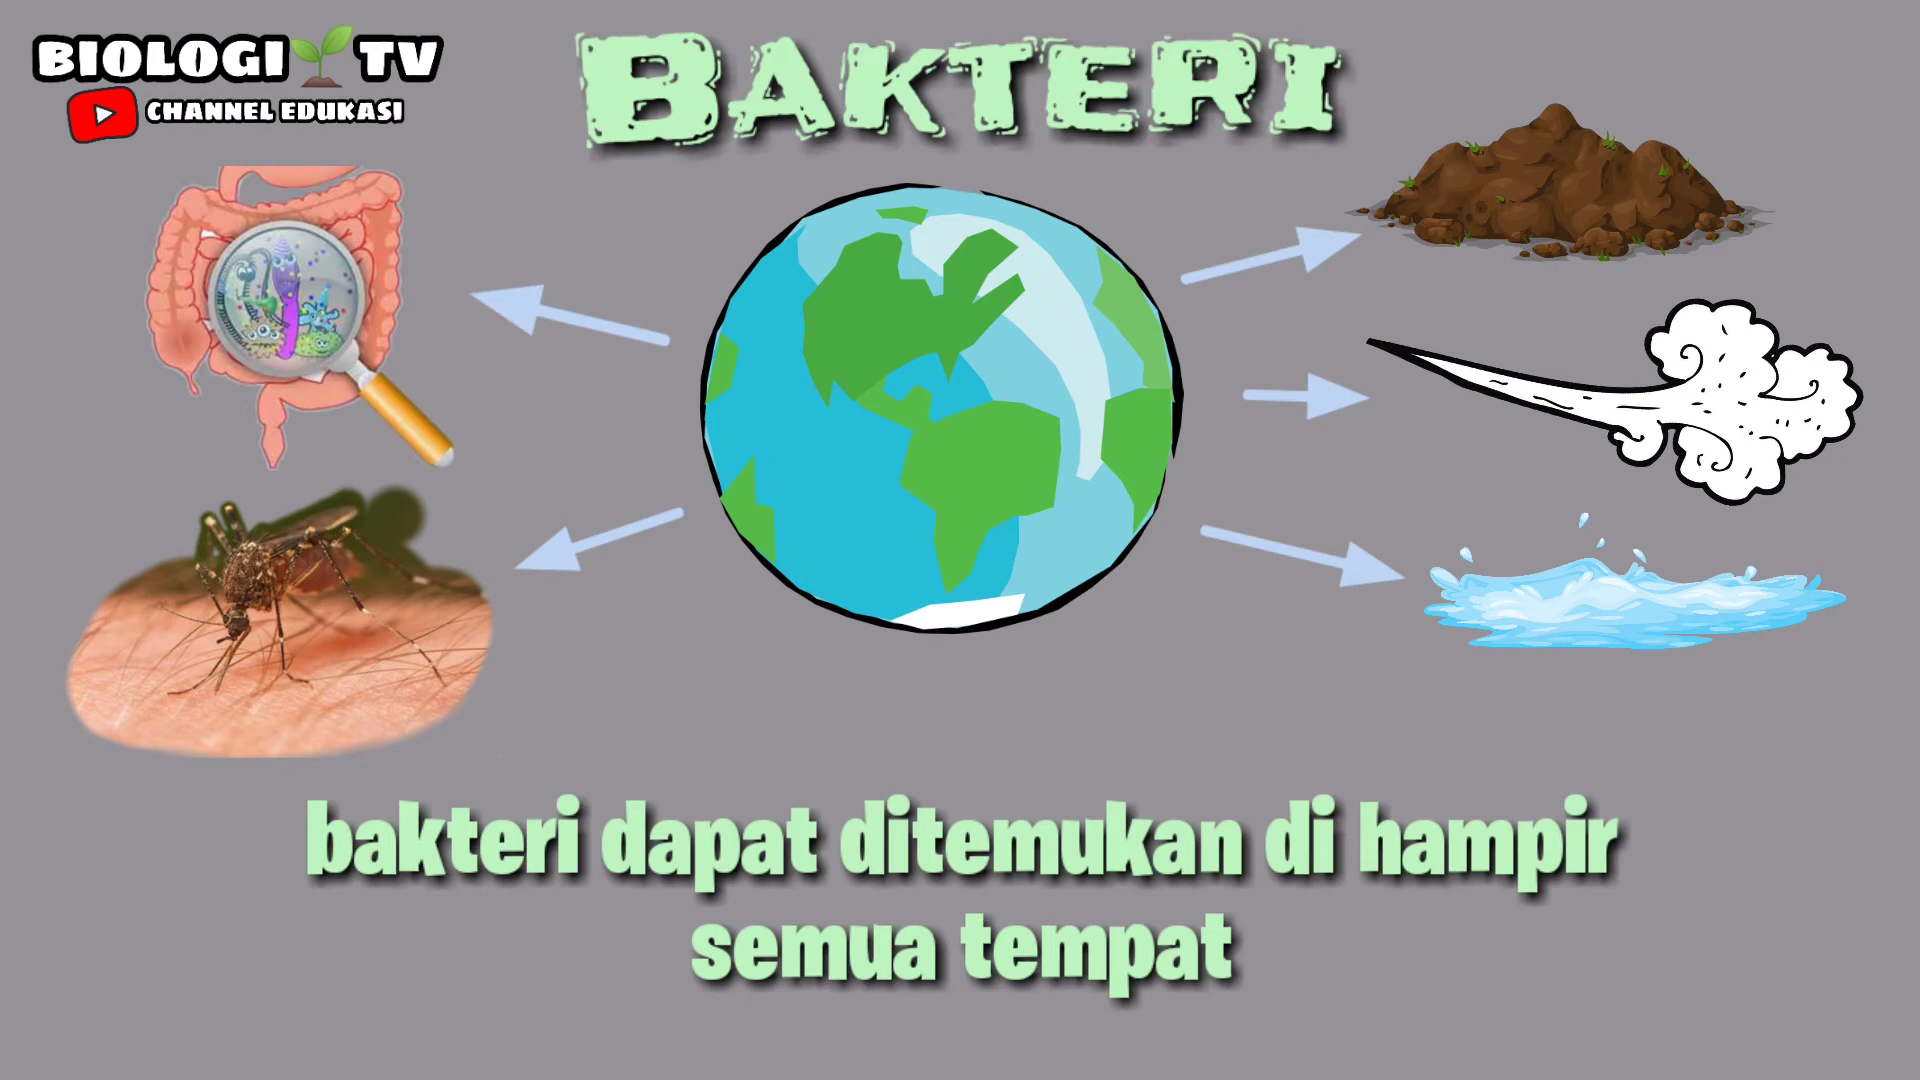 BIOLOGI TV
CHANNEL EDUKASI
BAKTERI
bakteri dapat ditemukan di hampir
semua tempat